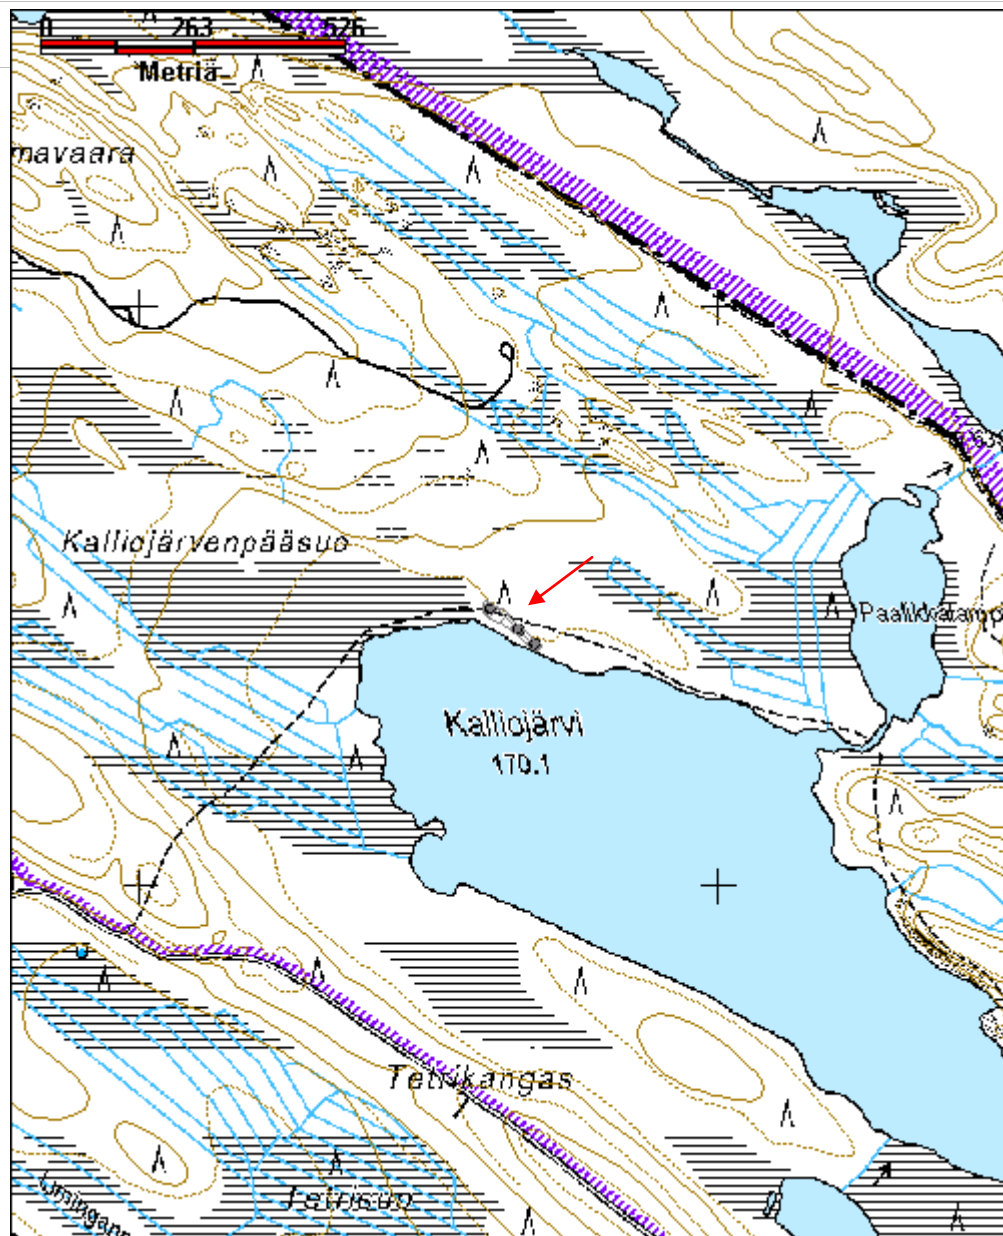 0 263 526
Metriä
mavaara
Kalliojärvenpääsuo
Kalliojärvi
170.1
Tetrikangas
Tetrisuo